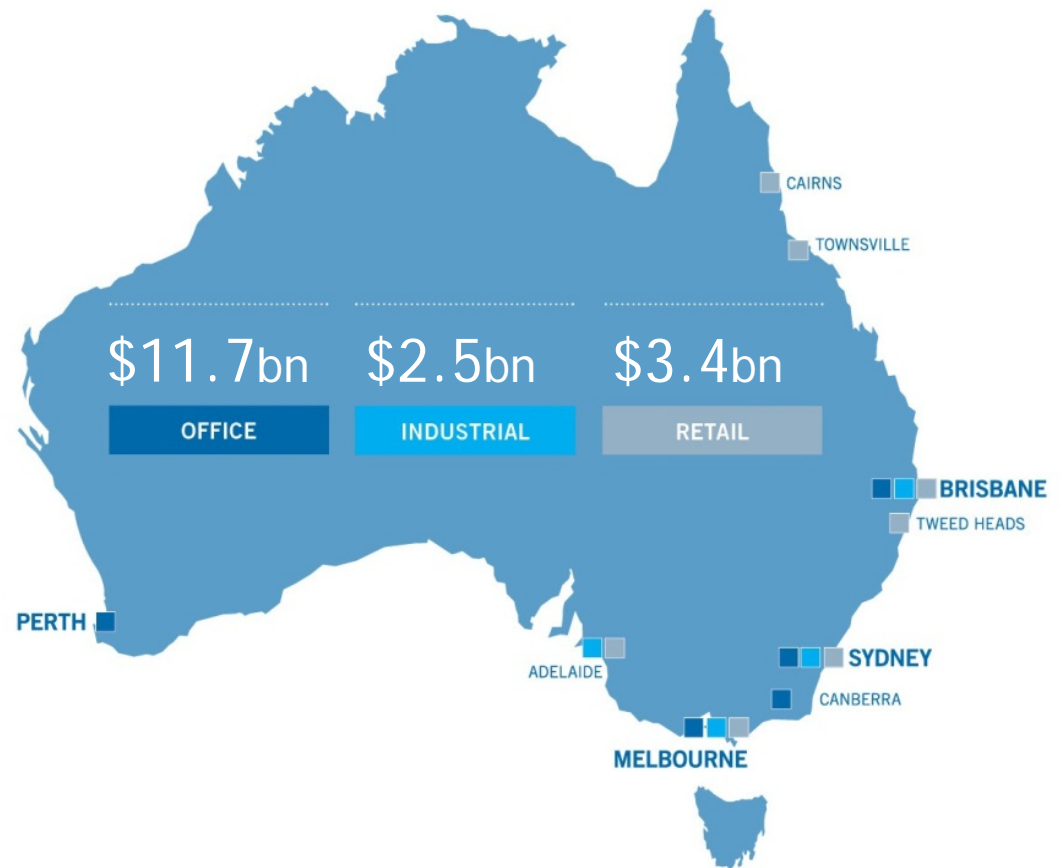 CAIRNS
TOWNSVILLE
$11.7bn
$2.5bn
$3.4bn
OFFICE
INDUSTRIAL
RETAIL
BRISBANE
TWEED HEADS
PERTH
SYDNEY
ADELAIDE
CANBERRA
MELBOURNE